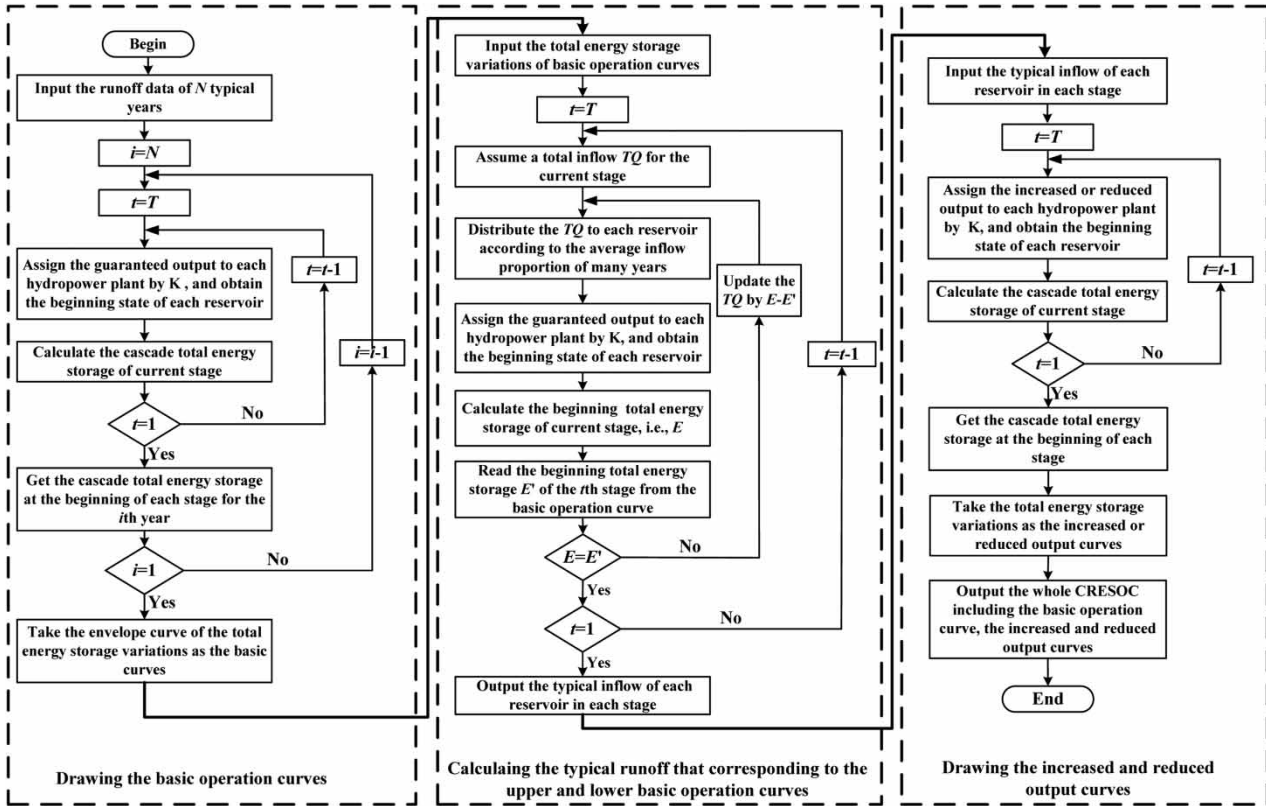 Begin
Input the runoff data of N typical
years
i=N
t=T
Assign the guaranteed output to each
hydropower plant by K , and obtain
the beginning state of each reservoir
t=t-1
Calculate the cascade total energy
storage of current stage
i=i-1
t=1
No
Yes
Get the cascade total energy storage
at the beginning of each stage for the
ith year
i=1
No
Yes
Take the envelope curve of the total
energy storage variations as the basic
curves
Drawing the basic operation curves
Input the total energy storage
variations of basic operation curves
t=T
Assume a total inflow TQ for the
current stage
Distribute the TQ to each reservoir
according to the average inflow
proportion of many years
Update the
TQ by E-E'
Assign the guaranteed output to each
hydropower plant by K, and obtain
the beginning state of each reservoir
t=t-1
Calculate the beginning total energy
storage of current stage, i.e., E
Read the beginning total energy
storage E' of the tth stage from the
basic operation curve
E=E'
No
Yes
t=1
No
Yes
Output the typical inflow of each
reservoir in each stage
Calculaing the typical runoff that corresponding to the
upper and lower basic operation curves
Input the typical inflow of each
reservoir in each stage
t=T
Assign the increased or reduced
output to each hydropower plant
by K, and obtain the beginning
state of each reservoir
t=t-1
Calculate the cascade total energy
storage of current stage
t=1
No
Yes
Get the cascade total energy
storage at the beginning of each
stage
Take the total energy storage
variations as the increased or
reduced output curves
Output the whole CRESOC
including the basic operation
curve, the increased and reduced
output curves
End
Drawing the increased and reduced
output curves